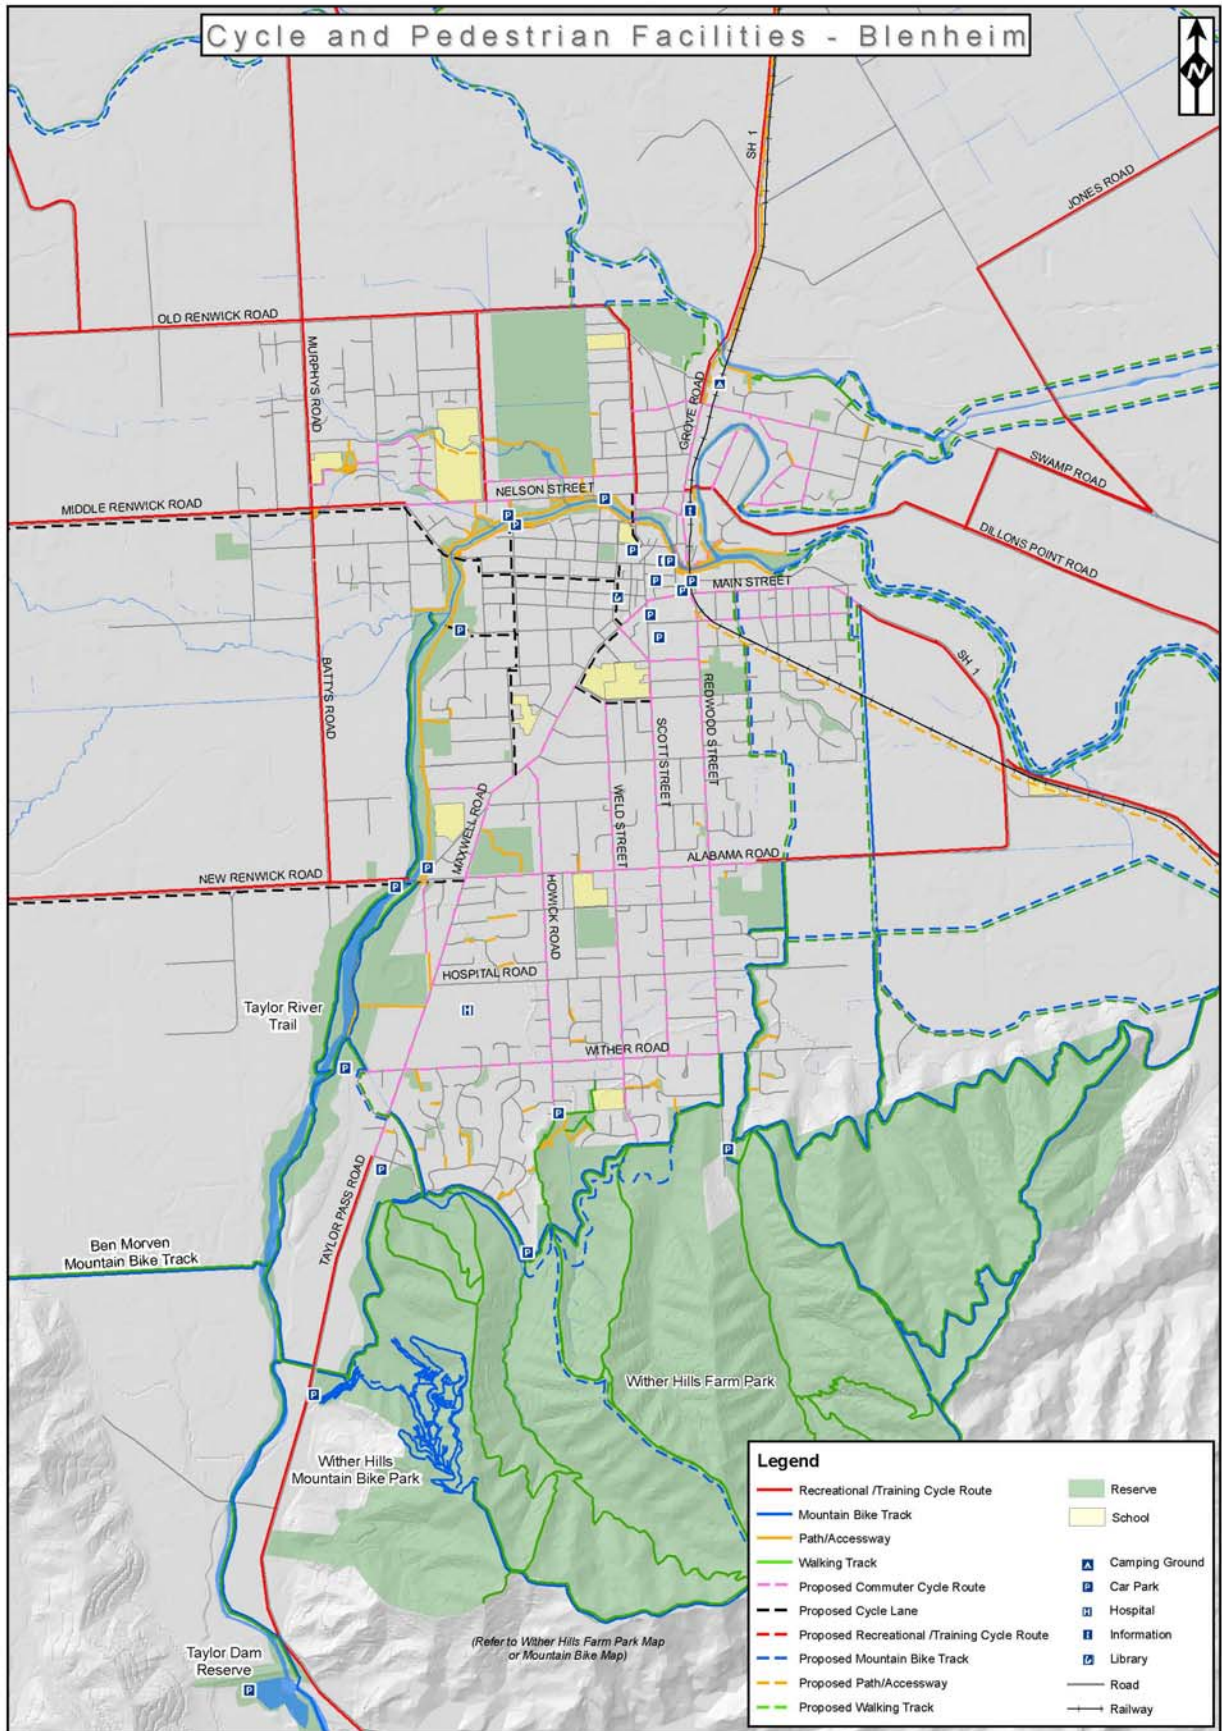 Cycle and Pedestrian Facilities - Blenheim
N
SH 1
JONES ROAD
OLD RENWICK ROAD
MURPHYS ROAD
GROVE ROAD
SWAMP ROAD
NELSON STREET
MIDDLE RENWICK ROAD
DILLONS POINT ROAD
MAIN STREET
SH 1
BATTYS ROAD
REDWOOD STREET
SCOTT STREET
WELD STREET
MAXWELL ROAD
ALABAMA ROAD
NEW RENWICK ROAD
HOWICK ROAD
HOSPITAL ROAD
Taylor River
Trail
WITHER ROAD
TAYLOR PASS ROAD
Ben Morven
Mountain Bike Track
Wither Hills Farm Park
Wither Hills
Mountain Bike Park
(Refer to Wither Hills Farm Park Map
or Mountain Bike Map)
Taylor Dam
Reserve
Legend
Recreational /Training Cycle Route
Mountain Bike Track
Path/Accessway
Walking Track
Proposed Commuter Cycle Route
Proposed Cycle Lane
Proposed Recreational /Training Cycle Route
Proposed Mountain Bike Track
Proposed Path/Accessway
Proposed Walking Track
Reserve
School
Camping Ground
P Car Park
H Hospital
Information
Library
Road
Railway